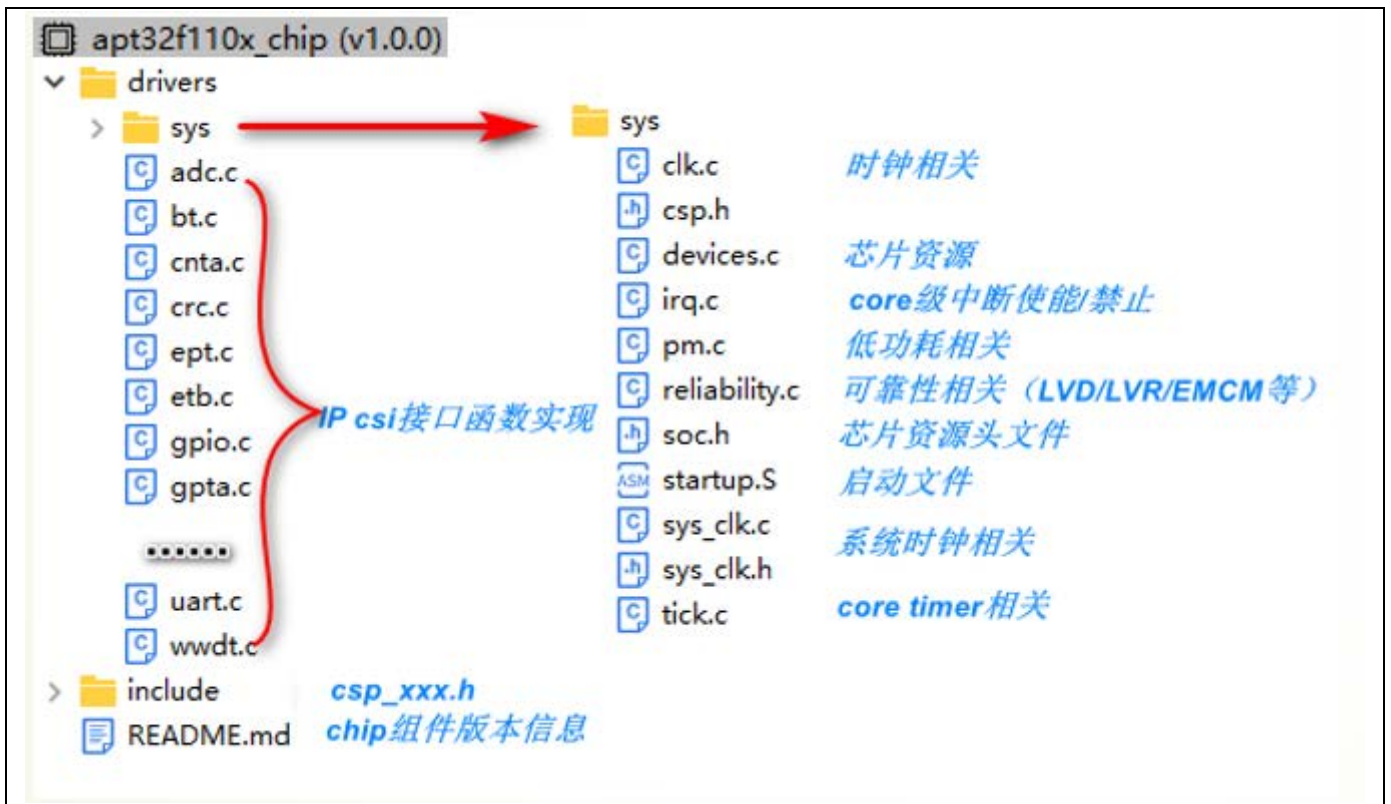 apt32f110x_chip (v1.0.0)
drivers
sys
adc.c
bt.c
cnta.c
crc.c
ept.c
etb.c
gpio.c
gpta.c
......
uart.c
wwdt.c
IP csi接口函数实现
sys
clk.c 时钟相关
csp.h
devices.c 芯片资源
irq.c core级中断使能/禁止
pm.c 低功耗相关
reliability.c 可靠性相关（LVD/LVR/EMCM等）
.h soc.h 芯片资源头文件
ASM startup.S 启动文件
sys_clk.c 系统时钟相关
sys_clk.h
tick.c core timer相关
include csp_xxx.h
README.md chip组件版本信息